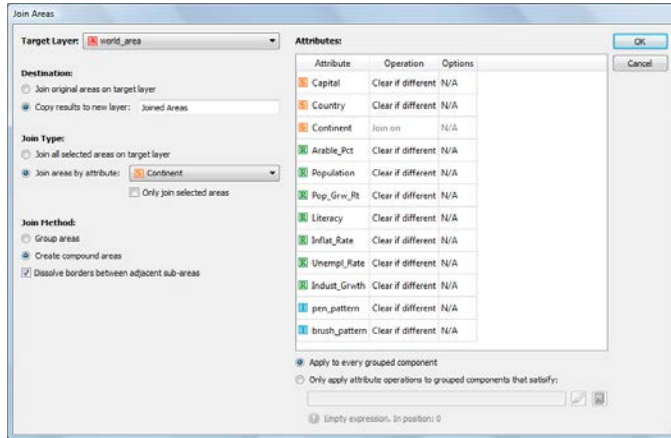 Join Areas
Target Layer: world_area
Destination:
Join original areas on target layer
Copy results to new layer: Joined Areas
Join Type:
Join all selected areas on target layer
Join areas by attribute: Continent
Only join selected areas
Join Method:
Group areas
Create compound areas
Dissolve borders between adjacent sub-areas
Attributes:
Attribute Operation Options
S Capital Clear if different N/A
S Country Clear if different N/A
S Continent Join on N/A
R Arable_Pct Clear if different N/A
R Population Clear if different N/A
R Pop_Grw_Rt Clear if different N/A
R Literacy Clear if different N/A
R Inflat_Rate Clear if different N/A
R Unempl_Rate Clear if different N/A
R Indust_Grwth Clear if different N/A
I pen_pattern Clear if different N/A
I brush_pattern Clear if different N/A
Apply to every grouped component
Only apply attribute operations to grouped components that satisfy:
Empty expression. In position: 0
OK
Cancel